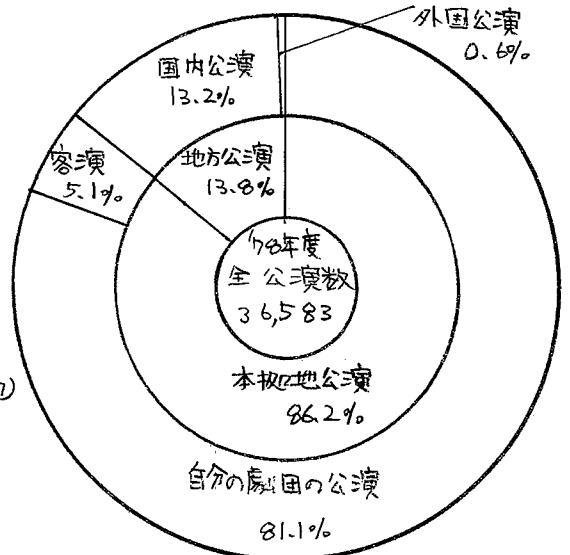 外国公演
0.6%
国内公演
13.2%
客演
5.1%
地方公演
13.8%
'78年度
全公演数
36,583
本拠地公演
86.2%
自分の劇団の公演
81.1%